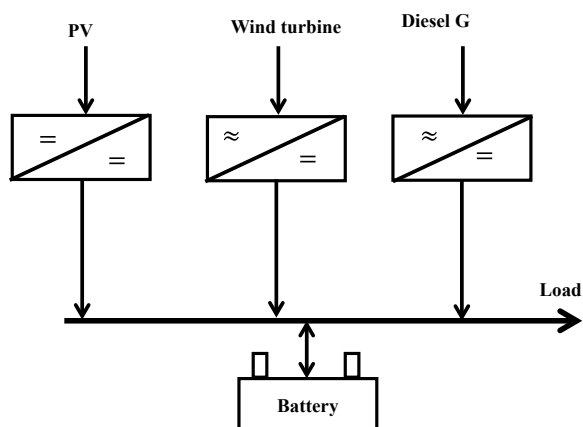 PV
Wind turbine
Diesel G
=
=
≈
=
≈
=
Load
Battery